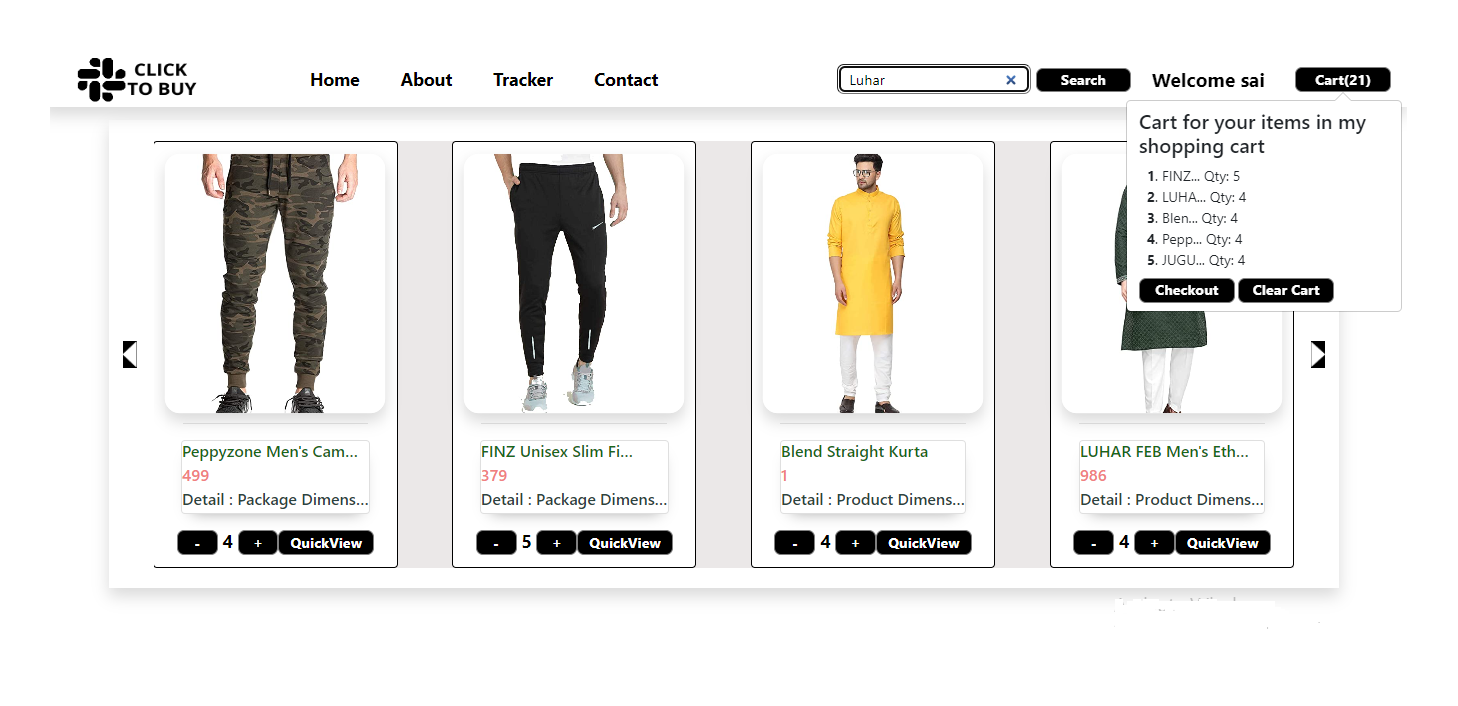 CLICK
TO BUY
Home About Tracker Contact
Luhar
Search
Welcome sai
Cart(21)
Cart for your items in my
shopping cart
1. FINZ... Qty: 5
2. LUHA... Qty: 4
3. Blen... Qty: 4
4. Pepp... Qty: 4
5. JUGU... Qty: 4
Checkout Clear Cart
Peppyzone Men's Cam...
499
Detail : Package Dimens...
- 4 + QuickView
FINZ Unisex Slim Fi...
379
Detail : Package Dimens...
- 5 + QuickView
Blend Straight Kurta
1
Detail : Product Dimens...
- 4 + QuickView
LUHAR FEB Men's Eth...
986
Detail : Product Dimens...
- 4 + QuickView